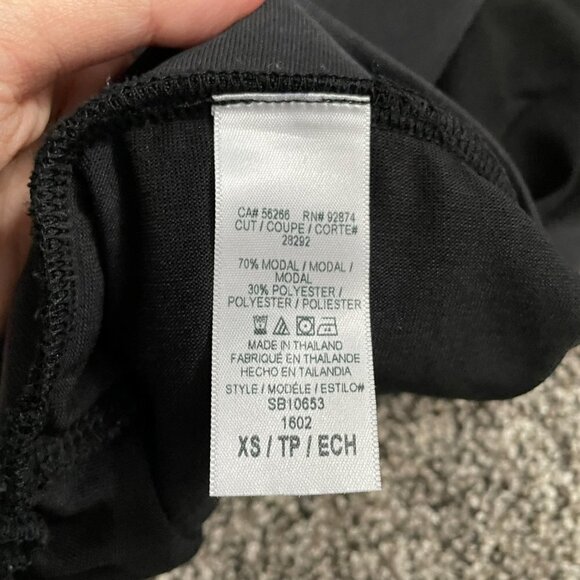 CA# 56266 RN# 92874
CUT / COUPE / CORTE#
28292
70% MODAL / MODAL /
MODAL
30% POLYESTER /
POLYESTER / POLIESTER
MADE IN THAILAND
FABRIQUÉ EN THAÏLANDE
HECHO EN TAILANDIA
STYLE / MODÈLE / ESTILO#
SB10653
1602
XS / TP / ECH